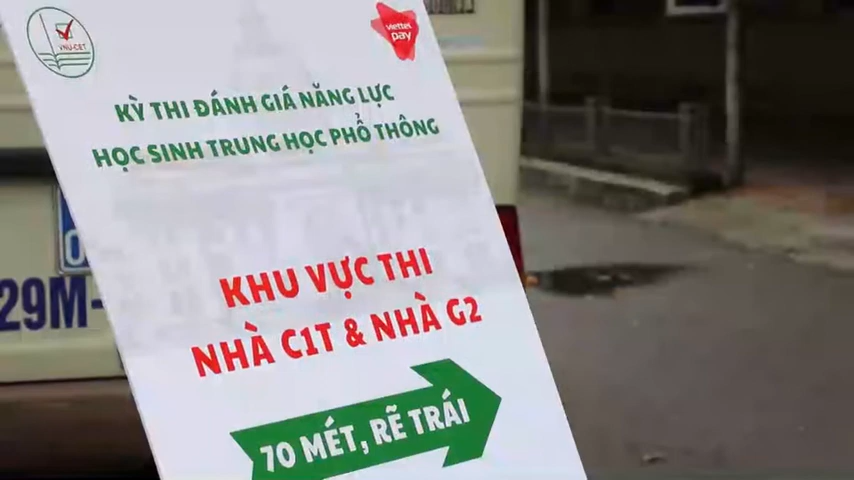 VNU-CET
viettel
pay
KỲ THI ĐÁNH GIÁ NĂNG LỰC
HỌC SINH TRUNG HỌC PHỔ THÔNG
KHU VỰC THI
NHÀ C1T & NHÀ G2
70 MÉT, RẼ TRÁI
29M-